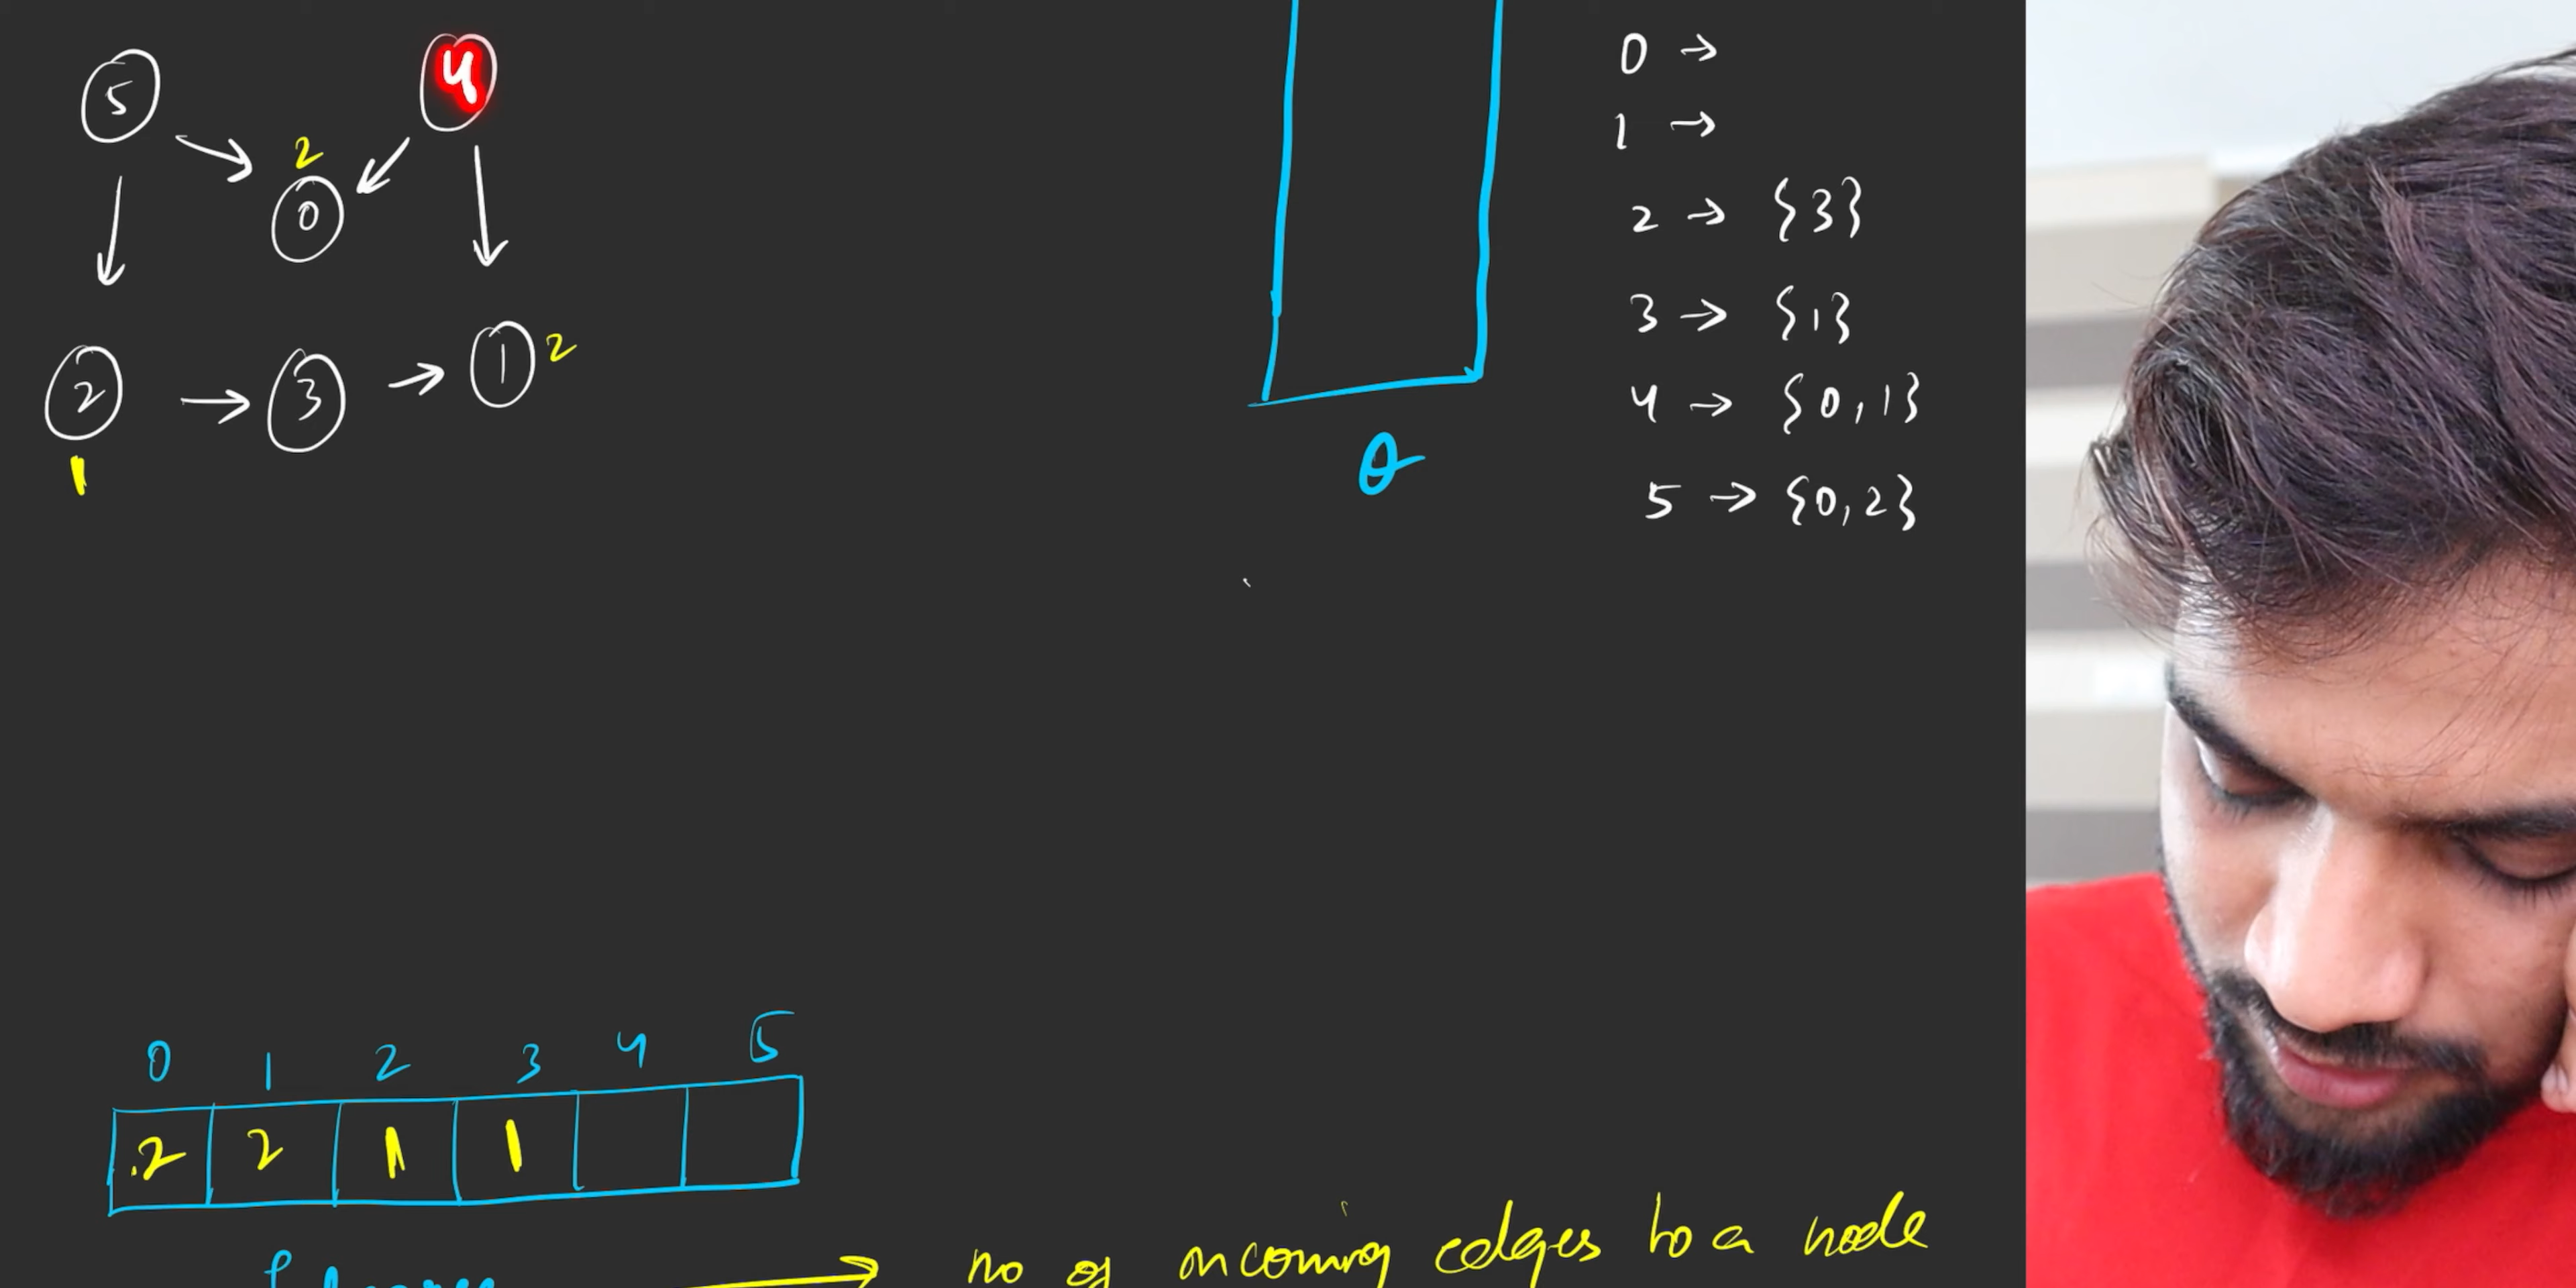 5 4
2
0
2 3 1 2
1
Q
0 →
1 →
2 → {3}
3 → {1}
4 → {0,1}
5 → {0,2}
0 1 2 3 4 5
2 2 1 1
→ no of incoming edges to a node